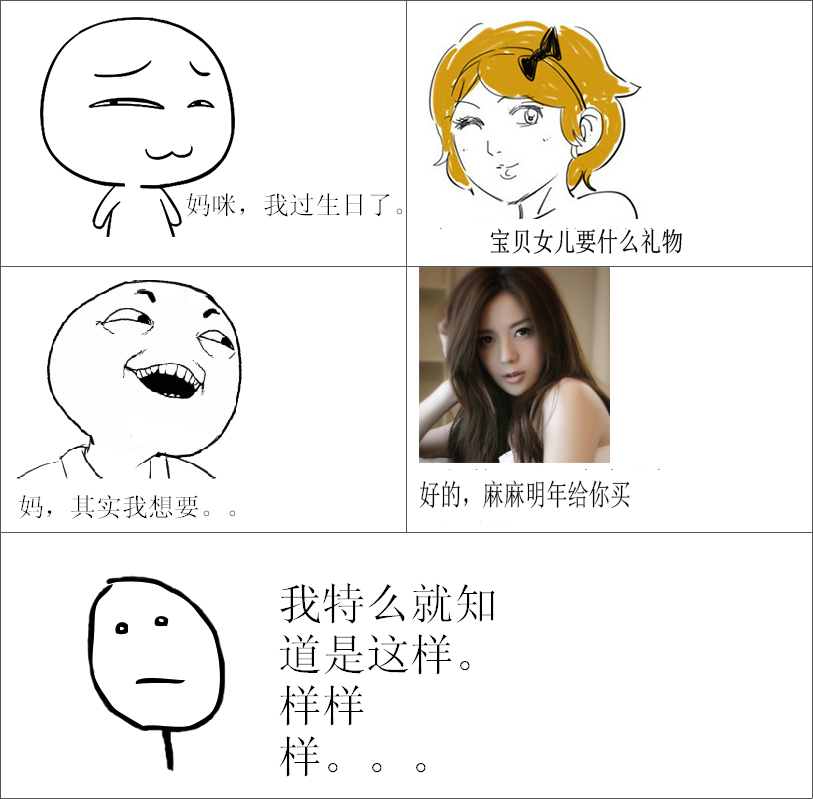 妈咪，我过生日了。
宝贝女儿要什么礼物
妈，其实我想要。。
好的，麻麻明年给你买
我特么就知
道是这样。
样样
样。。。